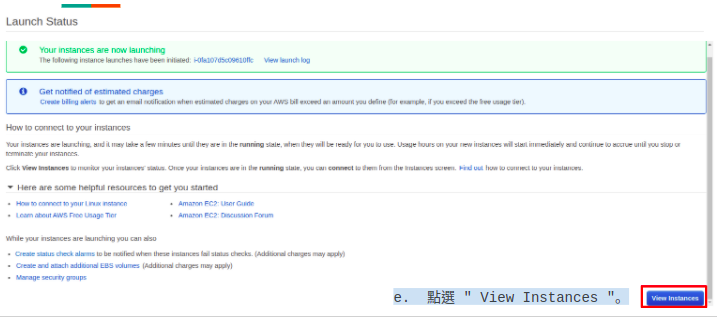 Launch Status
Your instances are now launching
The following instance launches have been initiated: i-0fa107d5c09610ffc View launch log
Get notified of estimated charges
Create billing alerts to get an email notification when estimated charges on your AWS bill exceed an amount you define (for example, if you exceed the free usage tier).
How to connect to your instances
Your instances are launching, and it may take a few minutes until they are in the running state, when they will be ready for you to use. Usage hours on your new instances will start immediately and continue to accrue until you stop or
terminate your instances.
Click View Instances to monitor your instances' status. Once your instances are in the running state, you can connect to them from the Instances screen. Find out how to connect to your instances.
Here are some helpful resources to get you started
• How to connect to your Linux instance • Amazon EC2: User Guide
• Learn about AWS Free Usage Tier • Amazon EC2: Discussion Forum
While your instances are launching you can also
• Create status check alarms to be notified when these instances fail status checks. (Additional charges may apply)
• Create and attach additional EBS volumes (Additional charges may apply)
• Manage security groups
e. 點選 " View Instances "。 View Instances